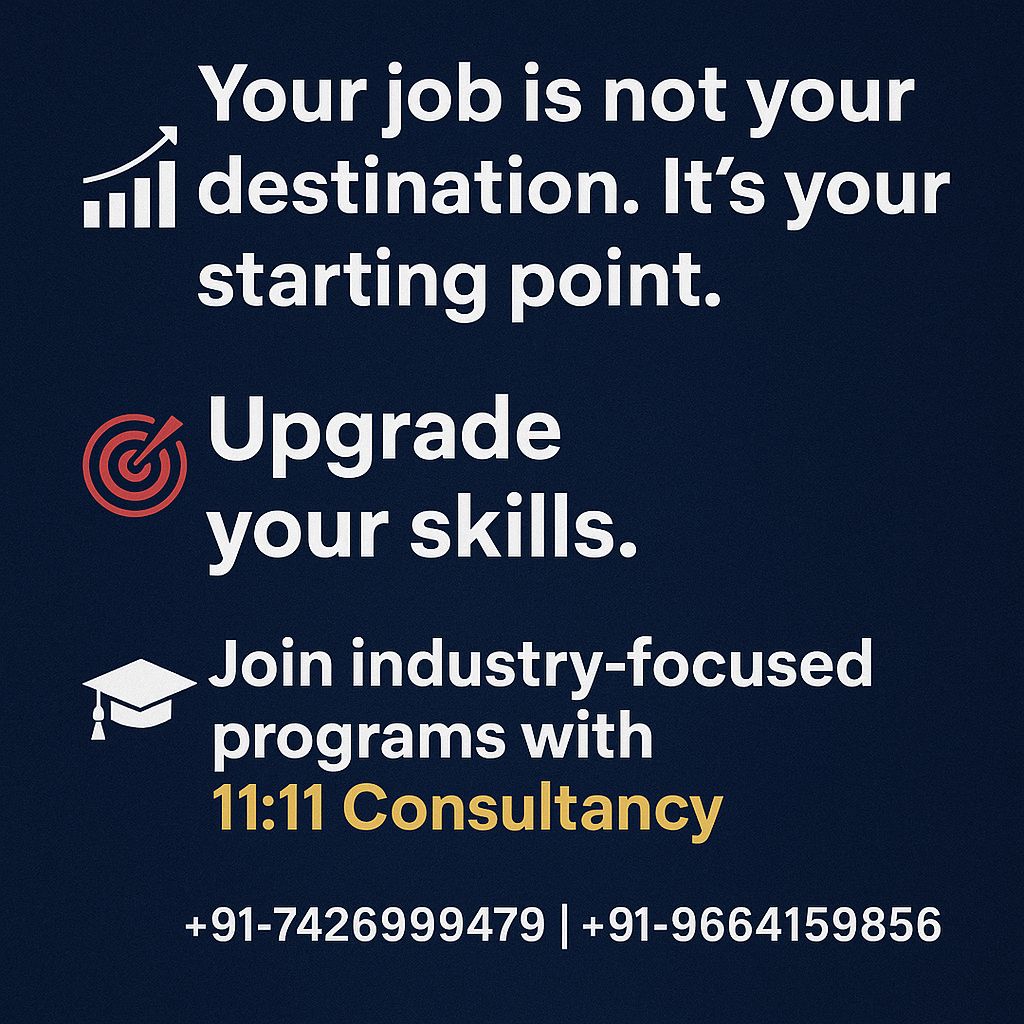 Your job is not your
destination. It’s your
starting point.
Upgrade
your skills.
Join industry-focused
programs with
11:11 Consultancy
+91-7426999479 | +91-9664159856